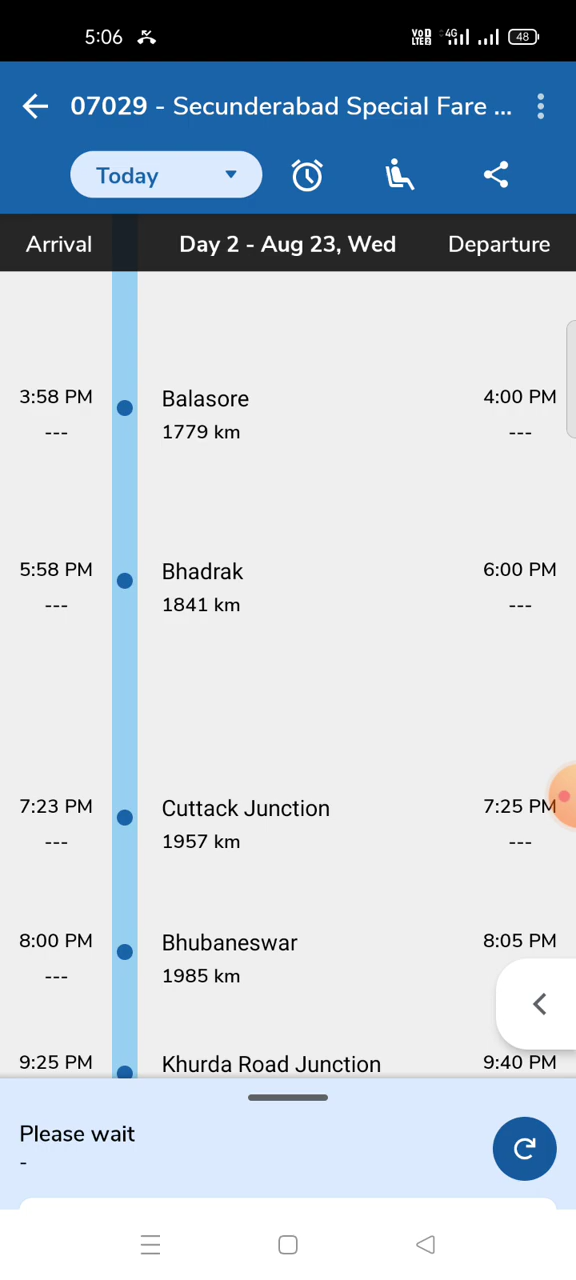 5:06 VoD LTE2 4G 48
07029 - Secunderabad Special Fare ...
Today
Arrival Day 2 - Aug 23, Wed Departure
3:58 PM Balasore 4:00 PM
--- 1779 km ---
5:58 PM Bhadrak 6:00 PM
--- 1841 km ---
7:23 PM Cuttack Junction 7:25 PM
--- 1957 km ---
8:00 PM Bhubaneswar 8:05 PM
--- 1985 km
9:25 PM Khurda Road Junction 9:40 PM
Please wait
-